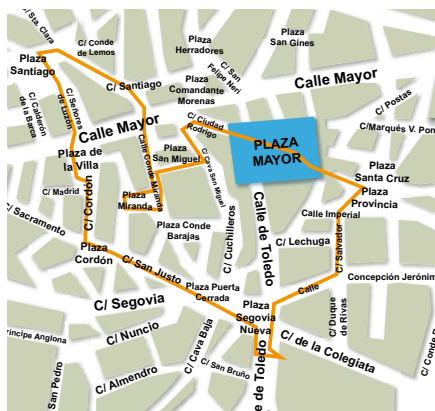 C/ Sta. Clara
C/ Conde
de Lemos
Plaza
Herradores
Plaza
San Gines
Plaza
Santiago
C/ San
Felipe Neri
C/ Santiago
Plaza
Comandante
Morenas
Calle Mayor
C/ Postas
C/ Señores
de Luzón
C/ Calderón
de la Barca
Calle Mayor
C/ Ciudad
Rodrigo
C/Marqués V. Pon
PLAZA
MAYOR
Plaza de
la Villa
Plaza
San Miguel
Calle Conde Miranda
C/ Cava San Miguel
Plaza
Santa Cruz
Plaza
Provincia
C/ Madrid
C/ Cordón
Plaza
Miranda
C/ Sacramento
Plaza Conde
Barajas
C/ Cuchilleros
Calle de Toledo
Calle Imperial
C/ Lechuga
C/ Salvador
Plaza
Cordón
C/ San Justo
Concepción Jerónim
C/ Segovia
Plaza Puerta
Cerrada
Calle
Plaza
Segovia
Nueva
C/ Duque
de Rivas
ríncipe Anglona
C/ Nuncio
C/ Cava Baja
C/ de la Colegiata
C/ Conde D
San Pedro
C/ Almendro
C/ San Bruño
e de Toledo